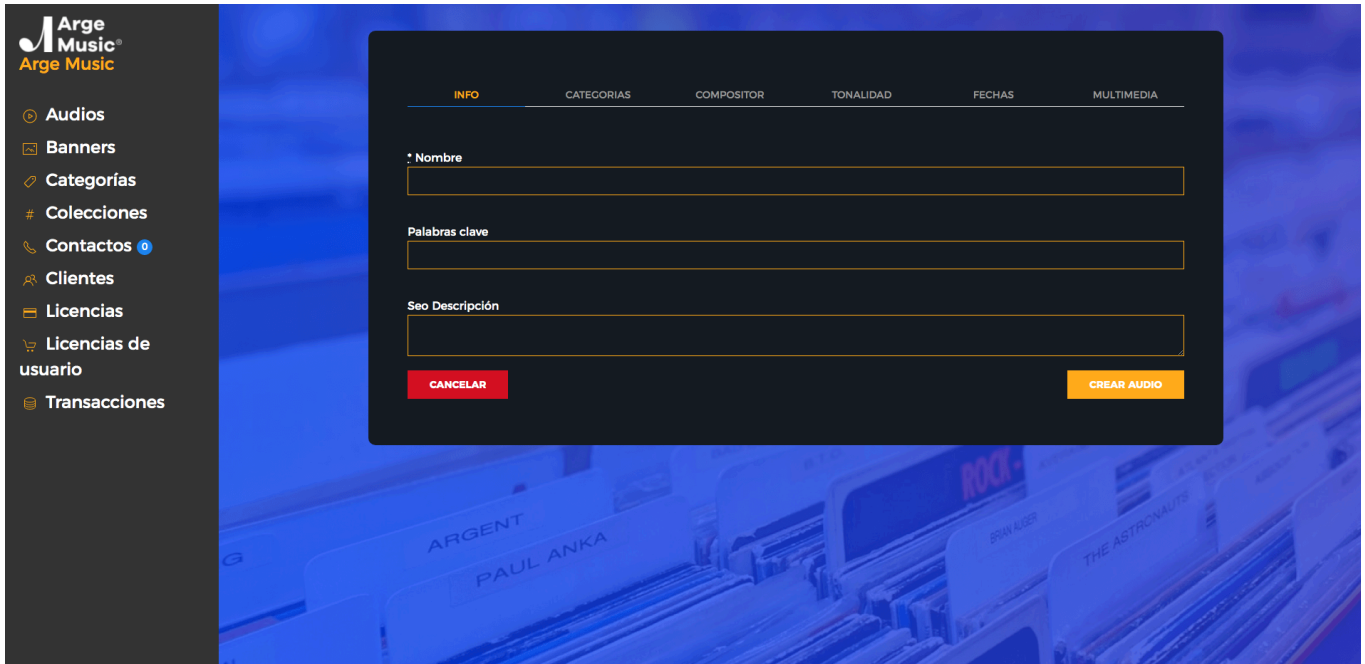 Arge
Music®
Arge Music
Audios
Banners
Categorías
# Colecciones
Contactos 0
Clientes
Licencias
Licencias de
usuario
Transacciones
INFO CATEGORIAS COMPOSITOR TONALIDAD FECHAS MULTIMEDIA
* Nombre
Palabras clave
Seo Descripción
CANCELAR CREAR AUDIO
ROCK -
ARGENT
PAUL ANKA
BRIAN AUGER
THE ASTRONAUTS